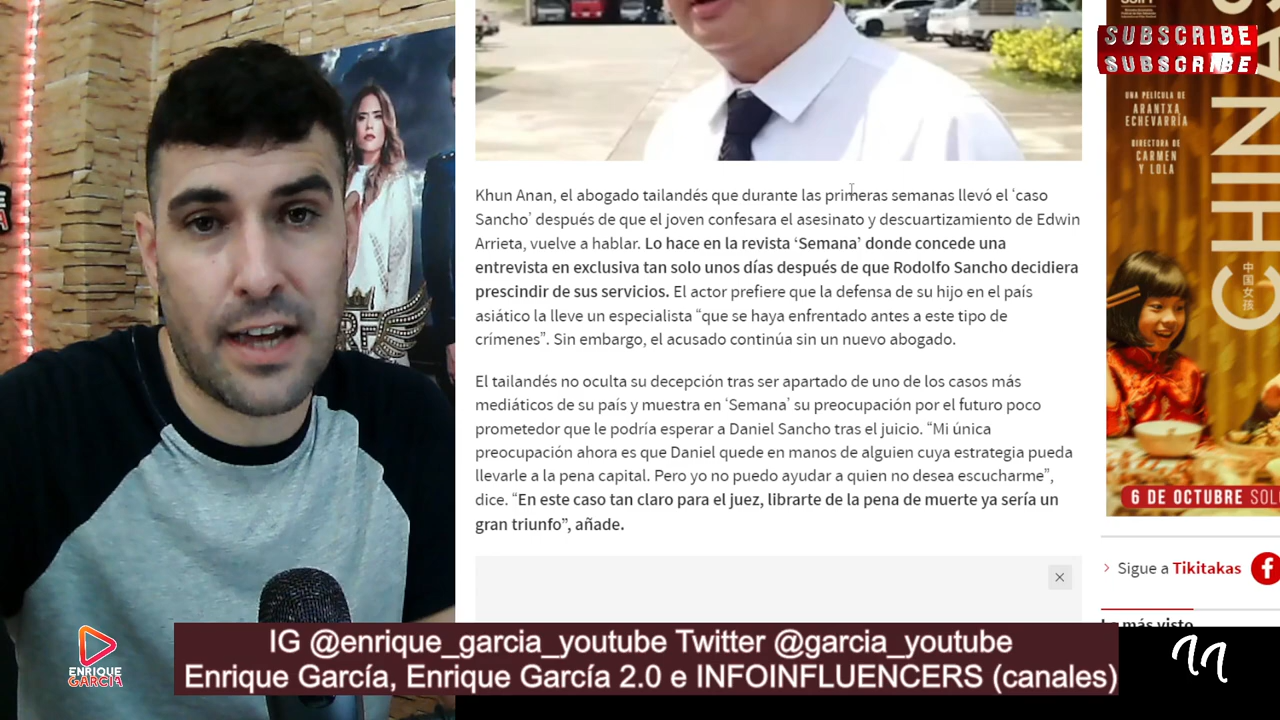 SUBSCRIBE
SUBSCRIBE
UNA PELÍCULA DE
ARANTXA
ECHEVARRÍA
DIRECTORA DE
CARMEN
Y LOLA
CHINAS
中国女孩
6 DE OCTUBRE
Khun Anan, el abogado tailandés que durante las primeras semanas llevó el ‘caso
Sancho’ después de que el joven confesara el asesinato y descuartizamiento de Edwin
Arrieta, vuelve a hablar. Lo hace en la revista ‘Semana’ donde concede una
entrevista en exclusiva tan solo unos días después de que Rodolfo Sancho decidiera
prescindir de sus servicios. El actor prefiere que la defensa de su hijo en el país
asiático la lleve un especialista “que se haya enfrentado antes a este tipo de
crímenes”. Sin embargo, el acusado continúa sin un nuevo abogado.
El tailandés no oculta su decepción tras ser apartado de uno de los casos más
mediáticos de su país y muestra en ‘Semana’ su preocupación por el futuro poco
prometedor que le podría esperar a Daniel Sancho tras el juicio. “Mi única
preocupación ahora es que Daniel quede en manos de alguien cuya estrategia pueda
llevarle a la pena capital. Pero yo no puedo ayudar a quien no desea escucharme”,
dice. “En este caso tan claro para el juez, librarte de la pena de muerte ya sería un
gran triunfo”, añade.
Sigue a Tikitakas
más visto
IG @enrique_garcia_youtube Twitter @garcia_youtube
Enrique García, Enrique García 2.0 e INFOINFLUENCERS (canales)
ENRIQUE
GARCIA